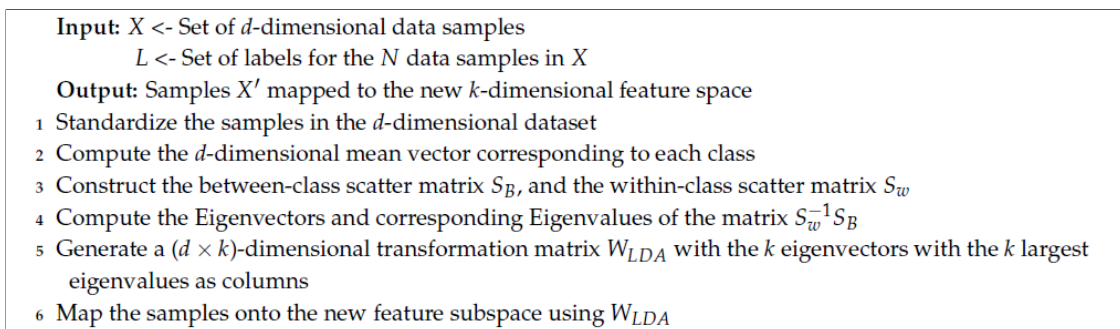 Input: X <- Set of d-dimensional data samples
L <- Set of labels for the N data samples in X
Output: Samples X′ mapped to the new k-dimensional feature space
1 Standardize the samples in the d-dimensional dataset
2 Compute the d-dimensional mean vector corresponding to each class
3 Construct the between-class scatter matrix S_B, and the within-class scatter matrix S_w
4 Compute the Eigenvectors and corresponding Eigenvalues of the matrix S_w^{-1}S_B
5 Generate a (d × k)-dimensional transformation matrix W_{LDA} with the k eigenvectors with the k largest
eigenvalues as columns
6 Map the samples onto the new feature subspace using W_{LDA}